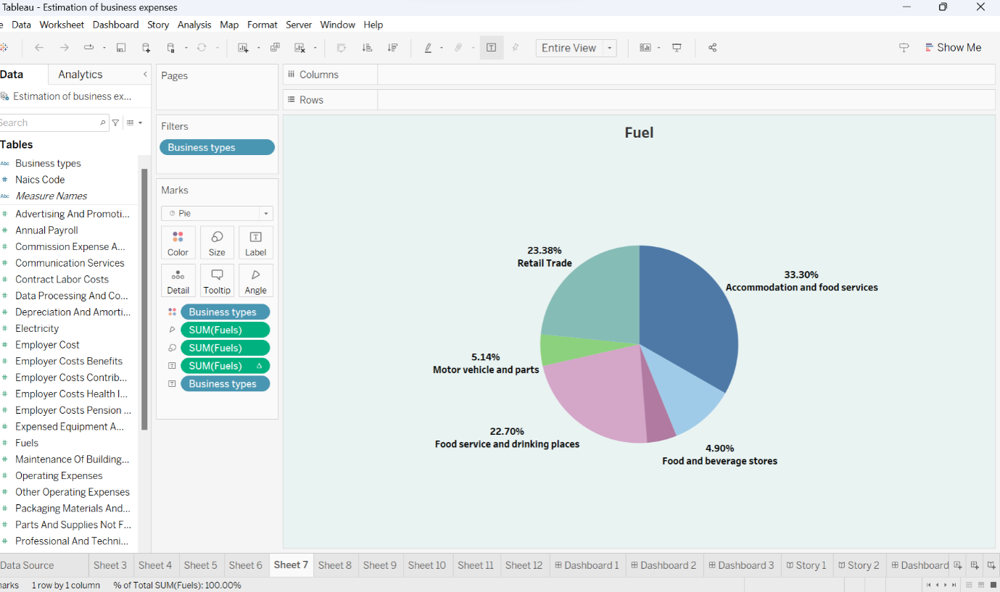 Tableau - Estimation of business expenses
e Data Worksheet Dashboard Story Analysis Map Format Server Window Help
Entire View
Show Me
Data Analytics
Estimation of business ex...
Search
Tables
Abc Business types
# Naics Code
Abc Measure Names
# Advertising And Promoti...
# Annual Payroll
# Commission Expense A...
# Communication Services
# Contract Labor Costs
# Data Processing And Co...
# Depreciation And Amorti...
# Electricity
# Employer Cost
# Employer Costs Benefits
# Employer Costs Contrib...
# Employer Costs Health I...
# Employer Costs Pension ...
# Expensed Equipment A...
# Fuels
# Maintenance Of Building...
# Operating Expenses
# Other Operating Expenses
# Packaging Materials And...
# Parts And Supplies Not F...
# Professional And Techni...
Pages
Filters
Business types
Marks
Pie
Color Size Label
Detail Tooltip Angle
Business types
SUM(Fuels)
SUM(Fuels)
SUM(Fuels) Δ
Business types
Columns
Rows
Fuel
23.38%
Retail Trade
33.30%
Accommodation and food services
5.14%
Motor vehicle and parts
22.70%
Food service and drinking places
4.90%
Food and beverage stores
Data Source Sheet 3 Sheet 4 Sheet 5 Sheet 6 Sheet 7 Sheet 8 Sheet 9 Sheet 10 Sheet 11 Sheet 12 Dashboard 1 Dashboard 2 Dashboard 3 Story 1 Story 2 Dashboard
marks 1 row by 1 column % of Total SUM(Fuels): 100.00%